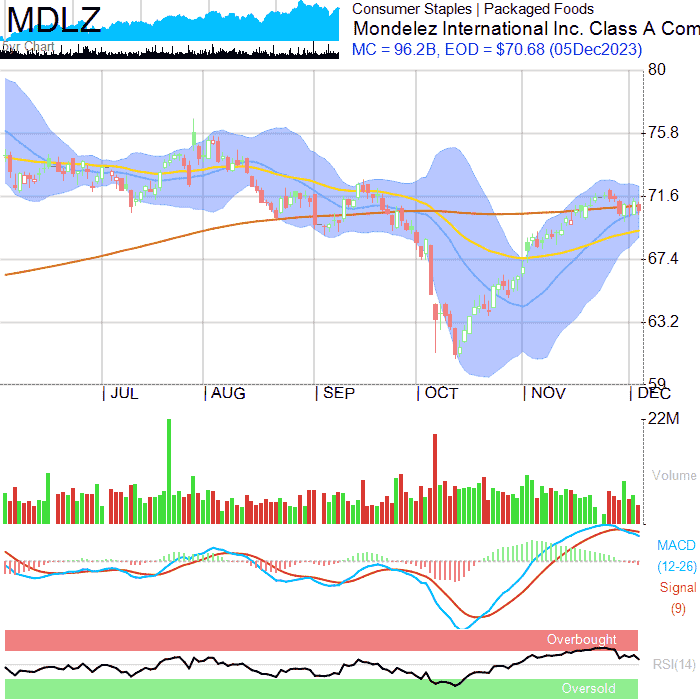 MDLZ
Consumer Staples | Packaged Foods
Mondelez International Inc. Class A Com
MC = 96.2B, EOD = $70.68 (05Dec2023)
Chart
80
75.8
71.6
67.4
63.2
59
JUL AUG SEP OCT NOV DEC
22M
Volume
MACD
(12-26)
Signal
(9)
Overbought
RSI(14)
Oversold